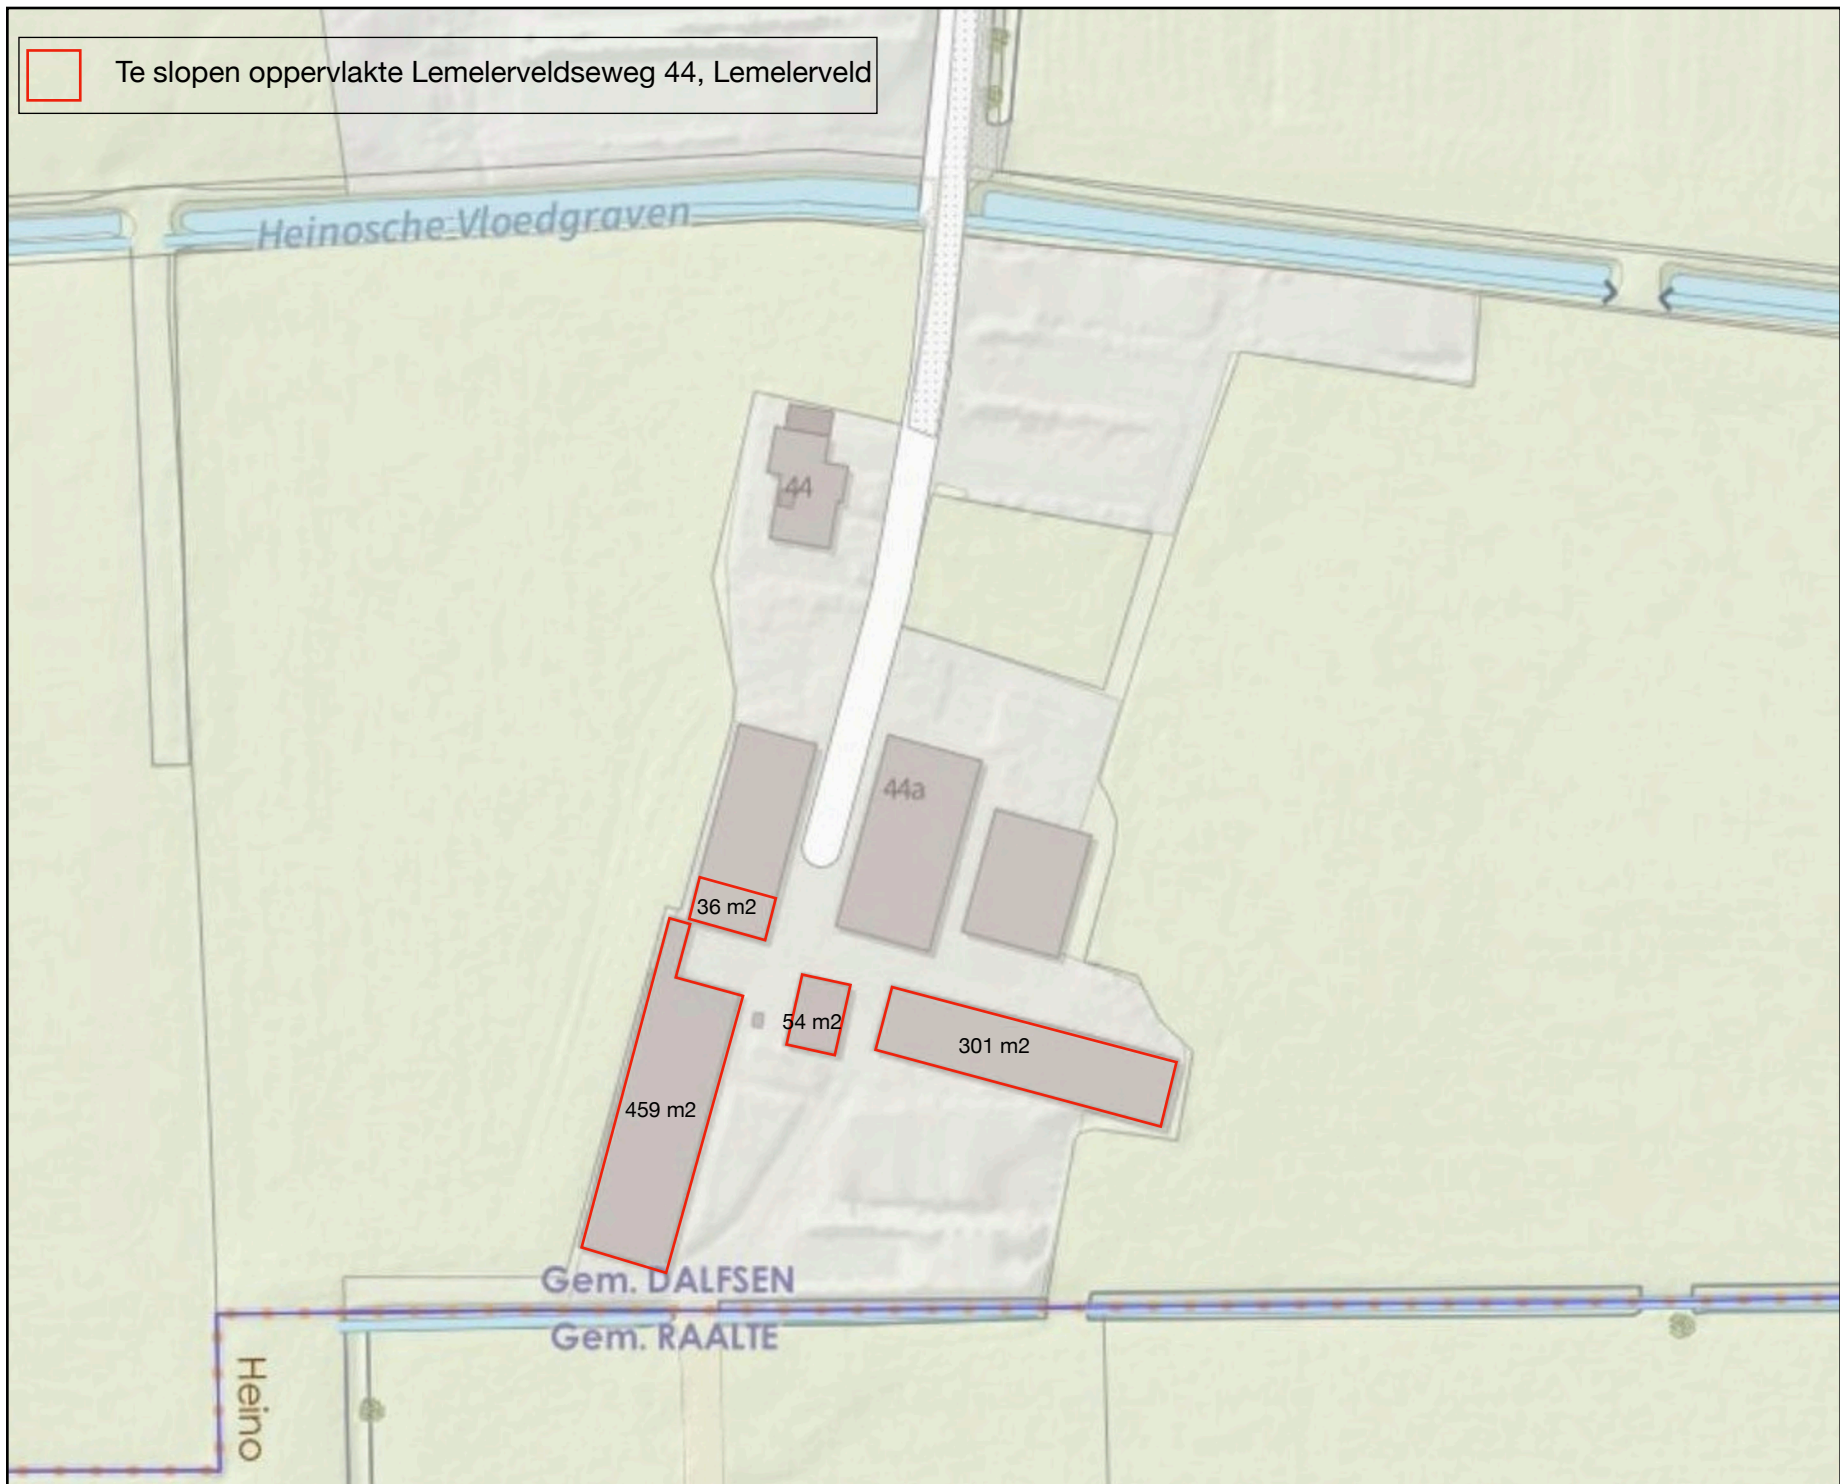 Te slopen oppervlakte Lemelerveldseweg 44, Lemelerveld
Heinosche Vloedgraven
44
44a
36 m2
54 m2
301 m2
459 m2
Gem. DALFSEN
Gem. RAALTE
Heino